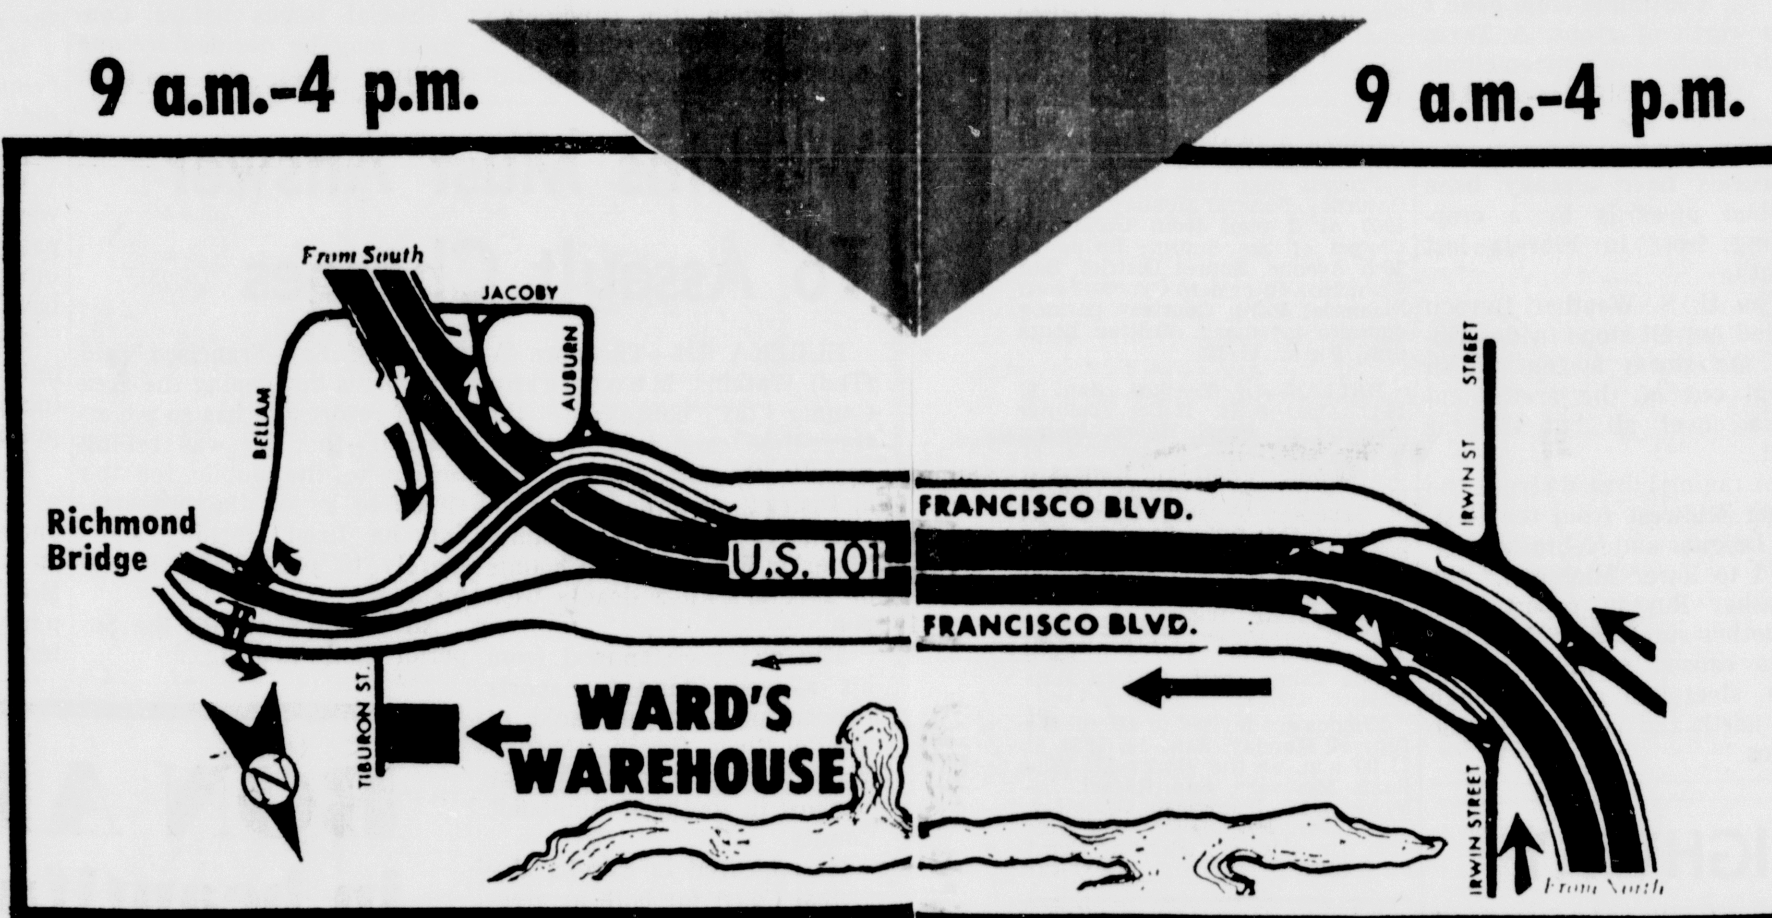 9 a.m.-4 p.m.
9 a.m.-4 p.m.
From South
JACOBY
AUBURN
BELLAM
Richmond
Bridge
U.S. 101
FRANCISCO BLVD.
FRANCISCO BLVD.
IRWIN ST
STREET
TIBURON ST.
WARD'S
WAREHOUSE
N
IRWIN STREET
From North